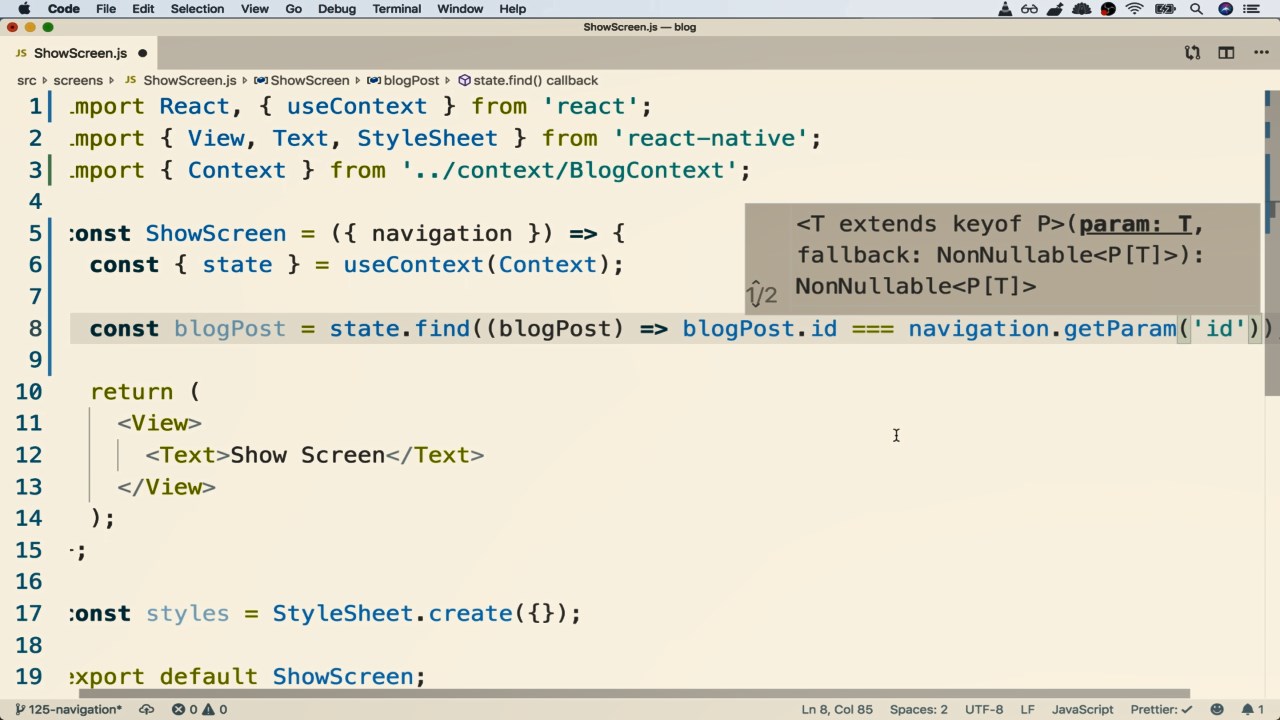 Code File Edit Selection View Go Debug Terminal Window Help
ShowScreen.js — blog
JS ShowScreen.js
src screens JS ShowScreen.js ShowScreen blogPost state.find() callback
1 mport React, { useContext } from 'react';
2 mport { View, Text, StyleSheet } from 'react-native';
3 mport { Context } from '../context/BlogContext';
4
5 const ShowScreen = ({ navigation }) => {
<T extends keyof P>(param: T,
6 const { state } = useContext(Context);
fallback: NonNullable<P[T]>):
7
1/2 NonNullable<P[T]>
8 const blogPost = state.find((blogPost) => blogPost.id === navigation.getParam('id'))
9
10 return (
11 <View>
12 <Text>Show Screen</Text>
13 </View>
14 );
15 ;
16
17 const styles = StyleSheet.create({});
18
19 export default ShowScreen;
125-navigation* 0 0 Ln 8, Col 85 Spaces: 2 UTF-8 LF JavaScript Prettier: ✓ 1